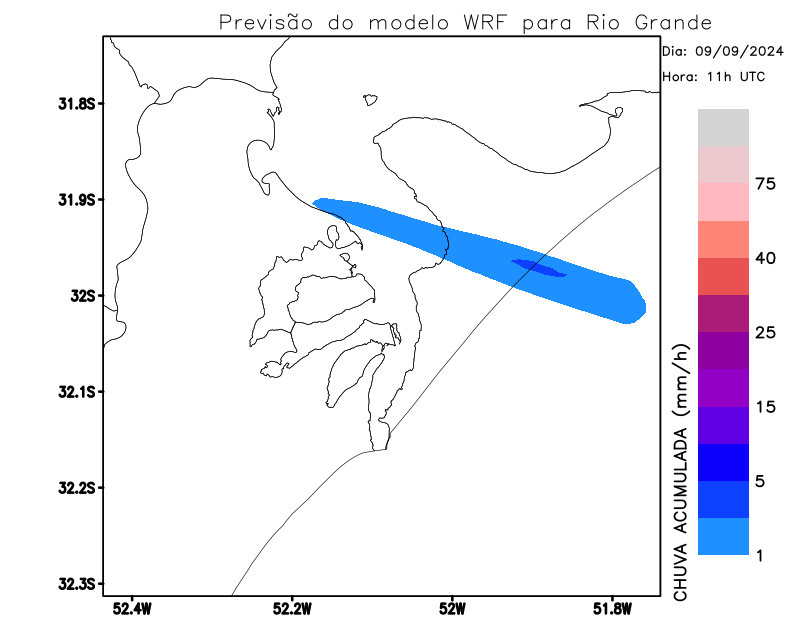 Previsão do modelo WRF para Rio Grande
Dia: 09/09/2024
Hora: 11h UTC
31.8S
31.9S
32S
32.1S
32.2S
32.3S
52.4W
52.2W
52W
51.8W
CHUVA ACUMULADA (mm/h)
75
40
25
15
5
1